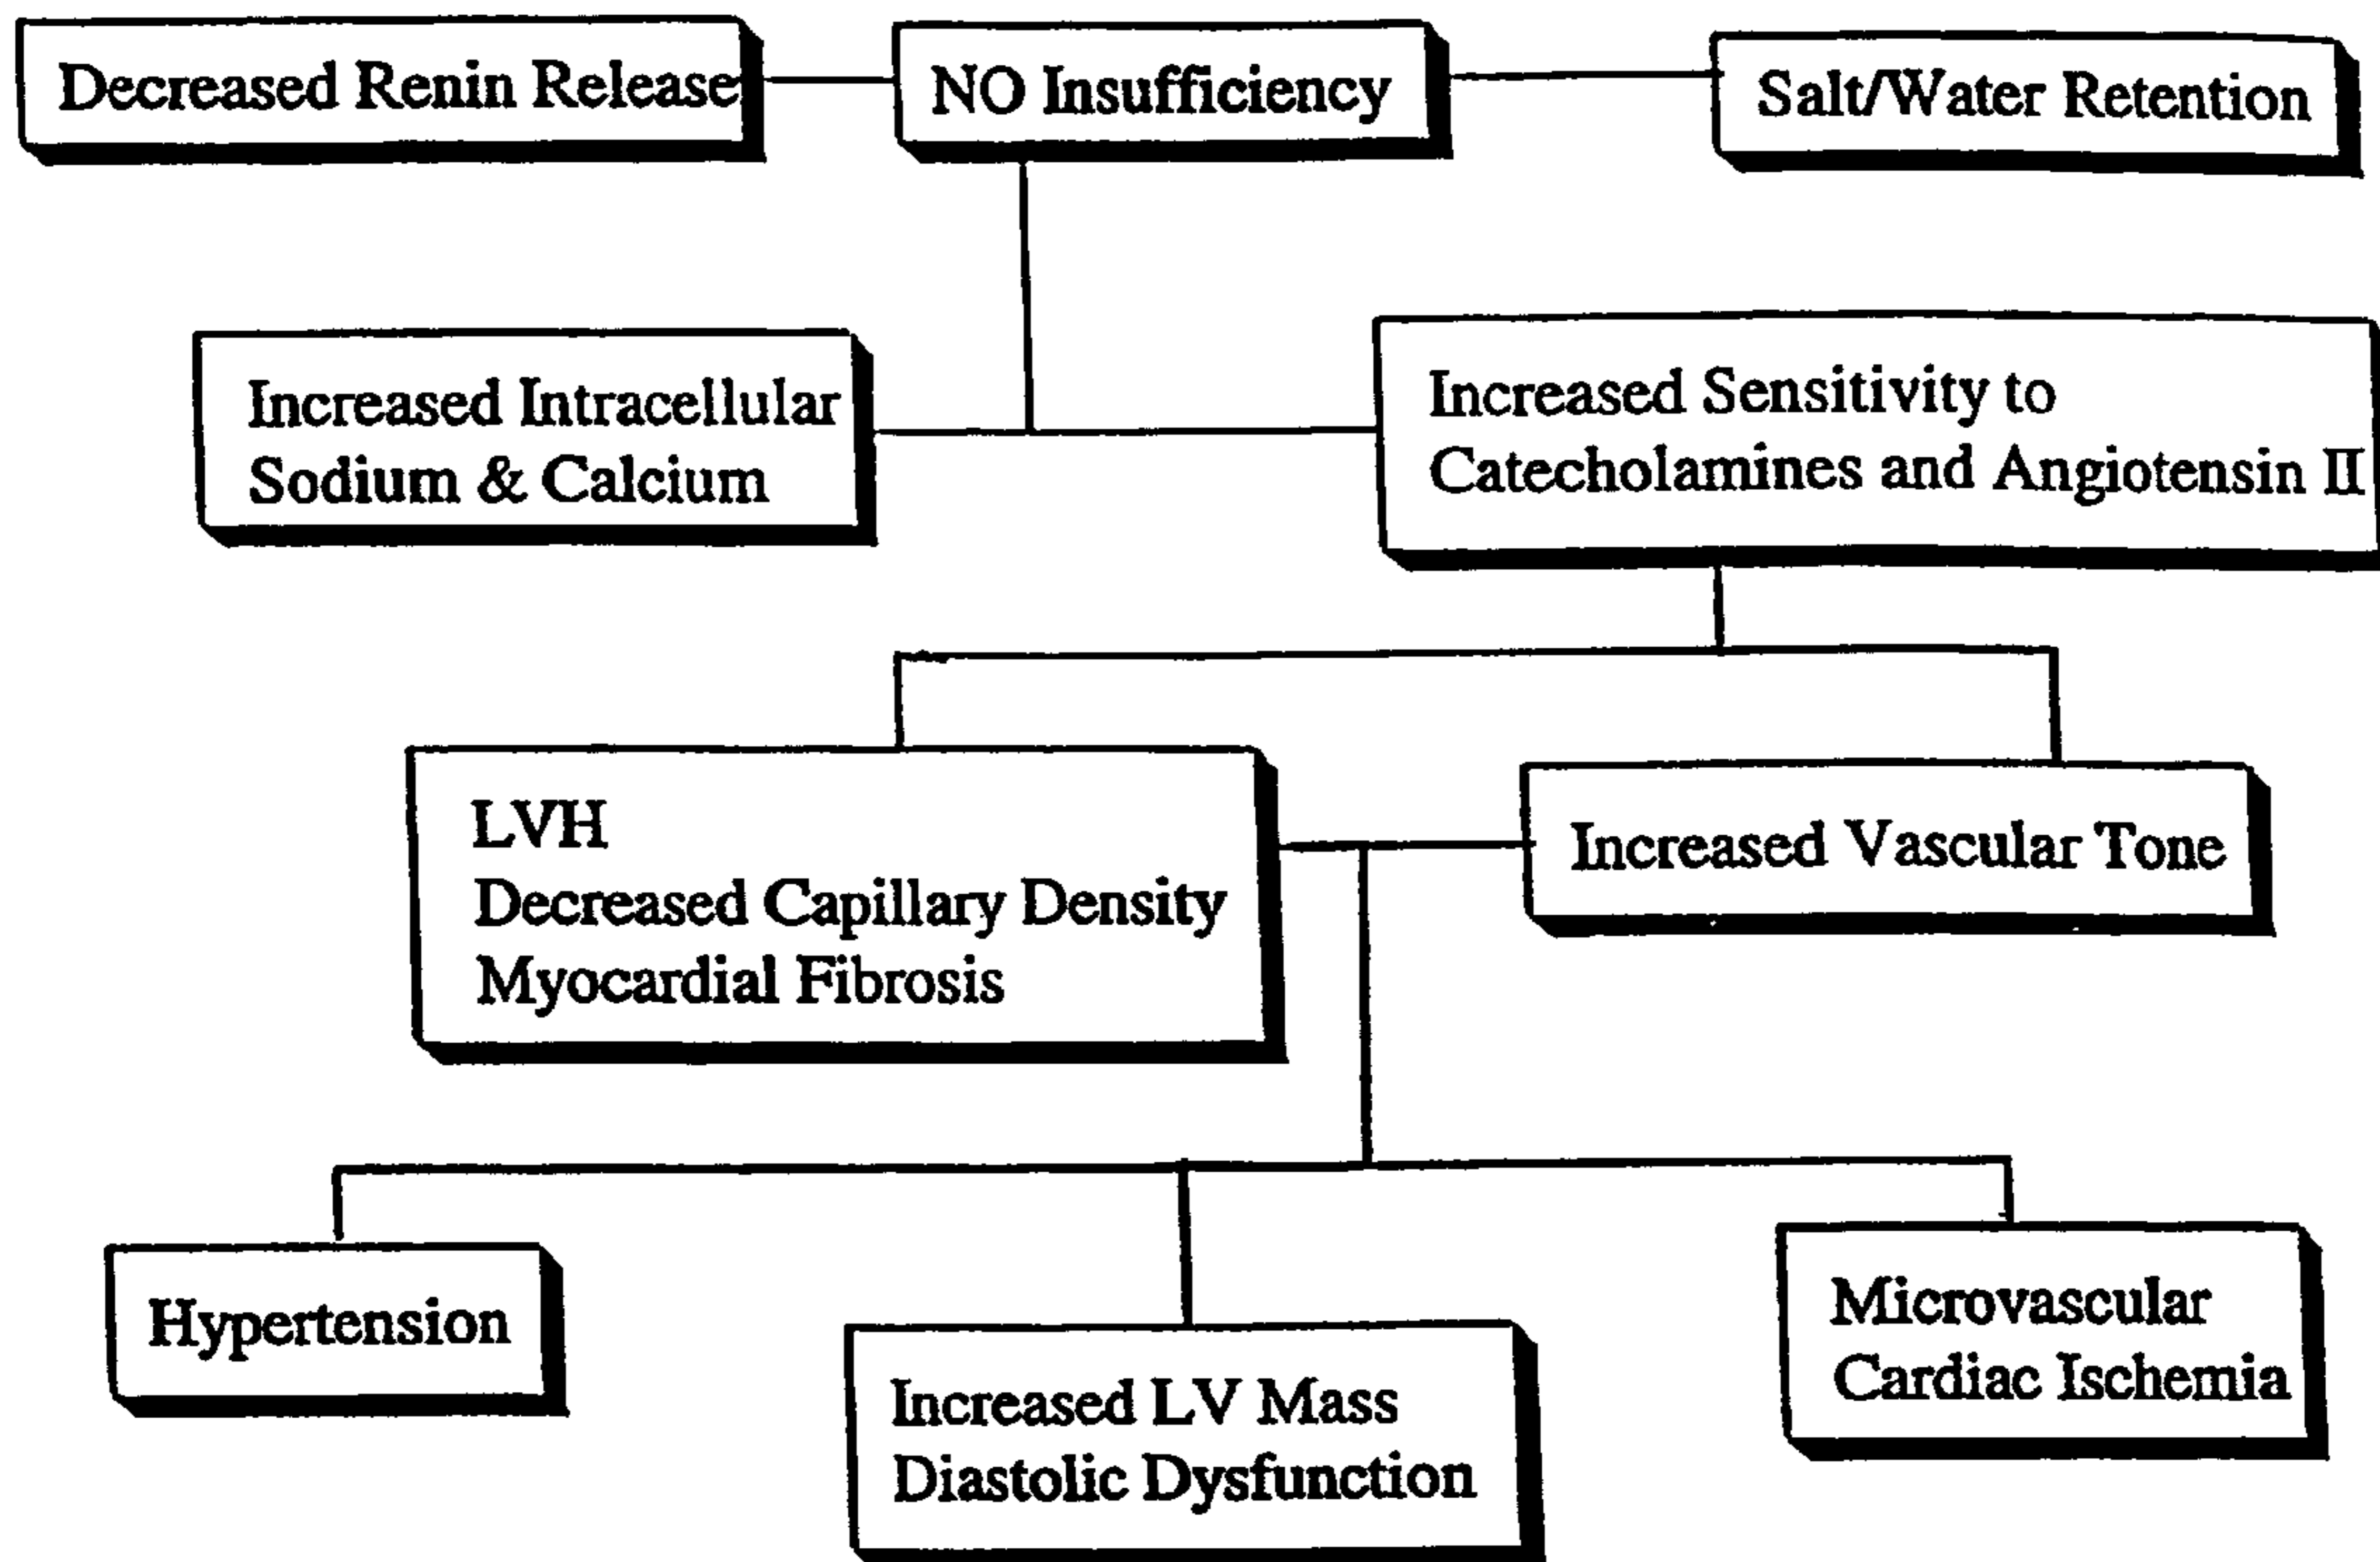 Decreased Renin Release
NO Insufficiency
Salt/Water Retention
Increased Intracellular
Sodium & Calcium
Increased Sensitivity to
Catecholamines and Angiotensin II
LVH
Decreased Capillary Density
Myocardial Fibrosis
Increased Vascular Tone
Hypertension
Increased LV Mass
Diastolic Dysfunction
Microvascular
Cardiac Ischemia